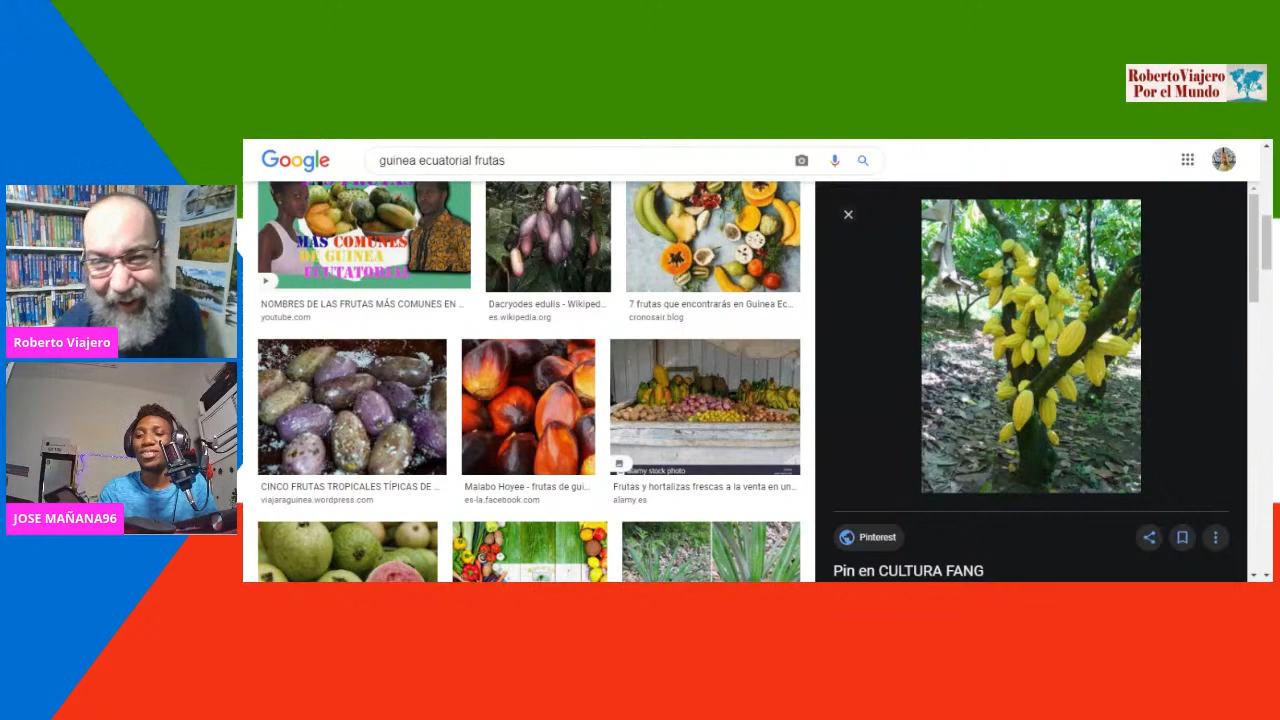 RobertoViajero
Por el Mundo
Google
guinea ecuatorial frutas
MAS COMUNES
DE GUINEA
ECUTATORIAL
NOMBRES DE LAS FRUTAS MÁS COMUNES EN ...
youtube.com
Dacryodes edulis - Wikiped...
es.wikipedia.org
7 frutas que encontrarás en Guinea Ec...
cronosair.blog
alamy stock photo
CINCO FRUTAS TROPICALES TÍPICAS DE ...
viajaraguinea.wordpress.com
Malabo Hoyee - frutas de gui...
es-la.facebook.com
Frutas y hortalizas frescas a la venta en un...
alamy.es
Pinterest
Pin en CULTURA FANG
Roberto Viajero
JOSE MAÑANA96